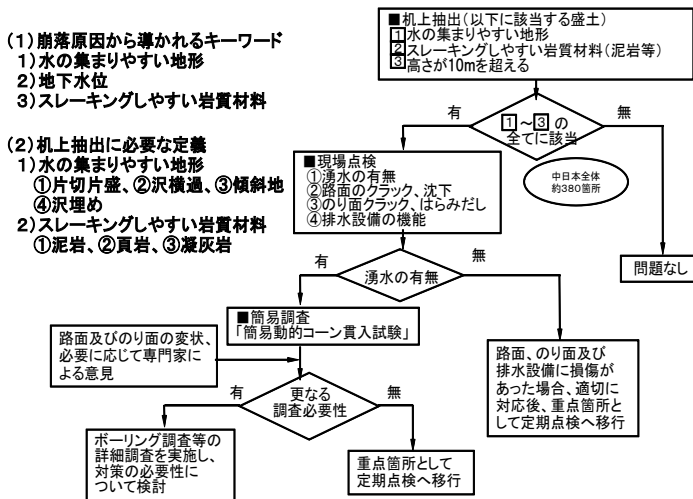 (1)崩落原因から導かれるキーワード
1)水の集まりやすい地形
2)地下水位
3)スレーキングしやすい岩質材料
(2)机上抽出に必要な定義
1)水の集まりやすい地形
①片切片盛、②沢横過、③傾斜地
④沢埋め
2)スレーキングしやすい岩質材料
①泥岩、②頁岩、③凝灰岩
■机上抽出(以下に該当する盛土)
1 水の集まりやすい地形
2 スレーキングしやすい岩質材料(泥岩等)
3 高さが10mを超える
有
無
1 ~ 3 の
全てに該当
中日本全体
約380箇所
■現場点検
①湧水の有無
②路面のクラック、沈下
③のり面クラック、はらみだし
④排水設備の機能
問題なし
有
無
湧水の有無
■簡易調査
「簡易動的コーン貫入試験」
路面及びのり面の変状、
必要に応じて専門家に
よる意見
路面、のり面及び
排水設備に損傷が
あった場合、適切に
対応後、重点箇所と
して定期点検へ移行
有
無
更なる
調査必要性
ボーリング調査等の
詳細調査を実施し、
対策の必要性に
ついて検討
重点箇所として
定期点検へ移行